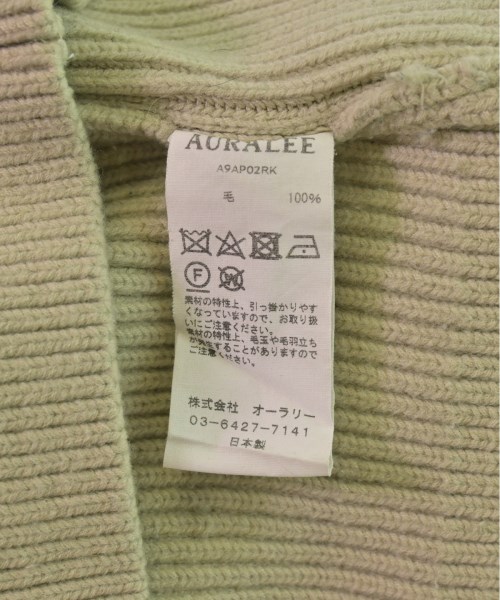 AURALEE
A9AP02RK
毛 100%
F W
素材の特性上、引っ掛かりやす
くなっていますので、お取り扱
いにご注意ください。
素材の特性上、毛玉や毛羽立ち
が発生することがありますので
ご注意ください。
株式会社 オーラリー
03-6427-7141
日本製